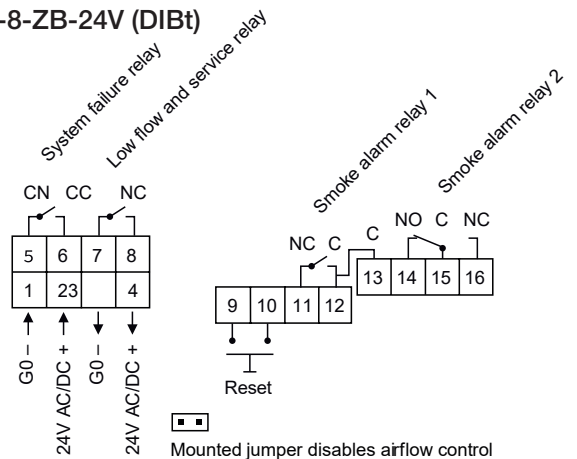 -8-ZB-24V (DIBt)
System failure relay
Low flow and service relay
Smoke alarm relay 1
Smoke alarm relay 2
CN CC NC
NC C C NO C NC
5 6 7 8
1 23 4
9 10 11 12
13 14 15 16
G0 –
24V AC/DC +
G0 –
24V AC/DC +
Reset
Mounted jumper disables airflow control